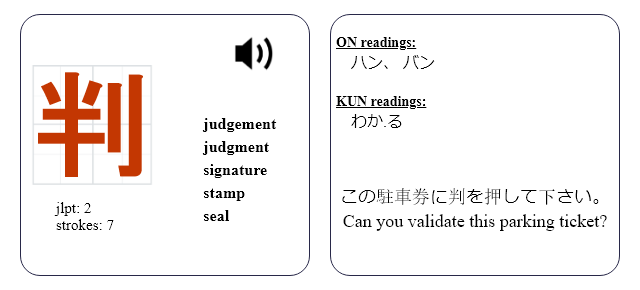 判
judgement
judgment
signature
stamp
seal
jlpt: 2
strokes: 7
ON readings:
ハン、 バン
KUN readings:
わか.る
この駐車券に判を押して下さい。
Can you validate this parking ticket?